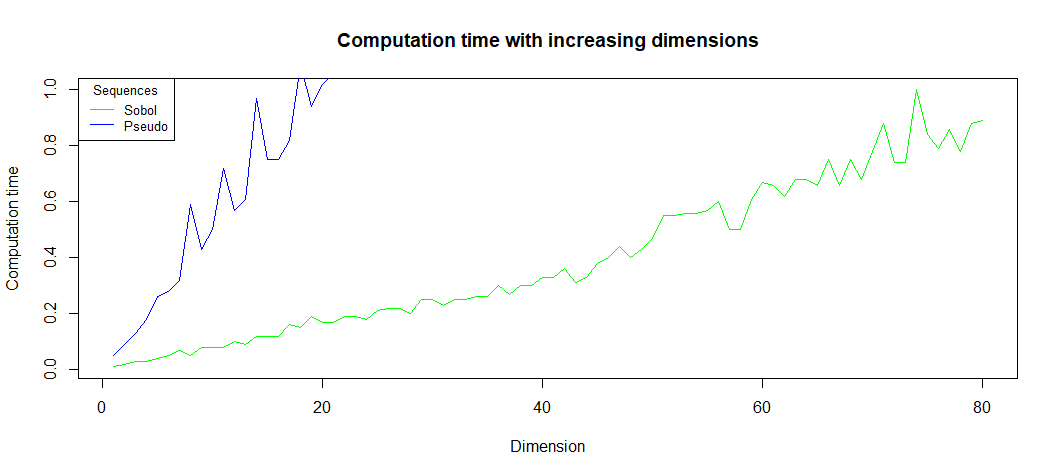 Computation time with increasing dimensions
Sequences
Sobol
Pseudo
Computation time
1.0
0.8
0.6
0.4
0.2
0.0
0 20 40 60 80
Dimension